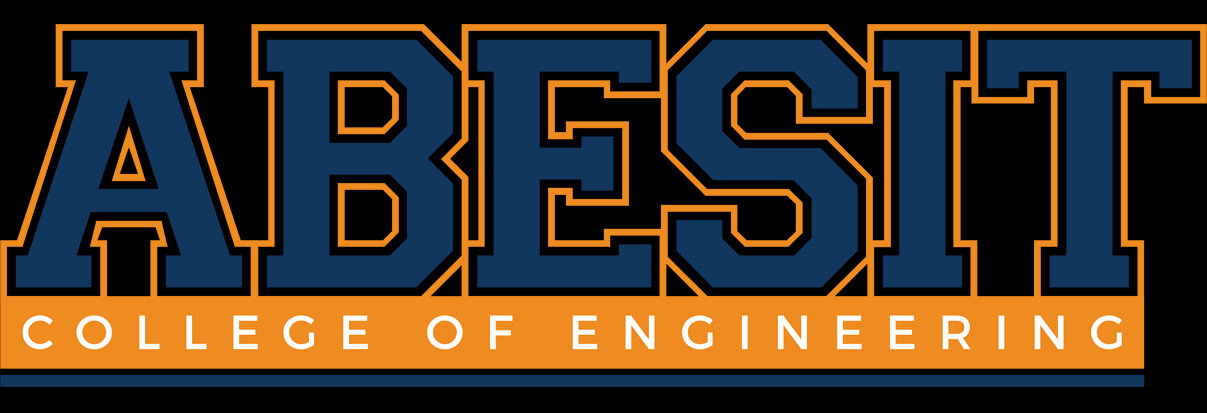 ABESIT
COLLEGE OF ENGINEERING